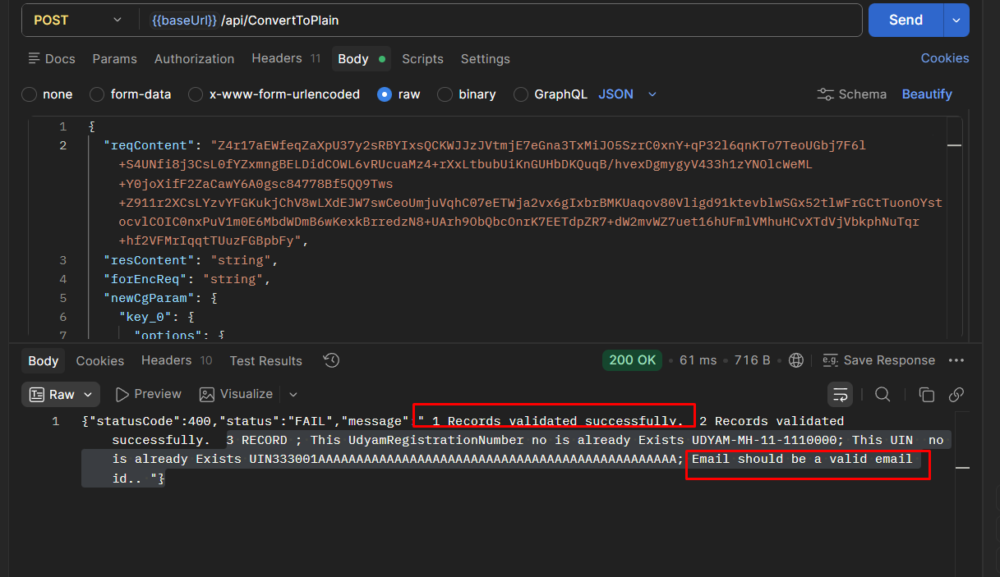 POST
{{baseUrl}} /api/ConvertToPlain
Send
Docs Params Authorization Headers 11 Body Scripts Settings Cookies
none form-data x-www-form-urlencoded raw binary GraphQL JSON Schema Beautify
1 {
2 "reqContent": "Z4r17aEWfeqZaXpU37y2sRBYIxsQCKWJJzJVtmjE7eGna3TxMiJO5SzrC0xnY+qP32l6qnKTo7TeoUGbj7F6l
+S4UNfi8j3CsL0fYZxmngBELDidCOWL6vRUcuaMz4+rXxLtbubUiKnGUHbDKQuqB/hvexDgmygyV433h1zYNOlcWeML
+Y0joXifF2ZaCawY6A0gsc84778Bf5QQ9Tws
+Z911r2XCsLYzvYFGKukjChV8wLXdEJW7swCeoUmjuVqhC07eETWja2vx6gIxbrBMKUaqov80Vligd91ktevblwSGx52tlwFrGCtTuonOYst
ocvlCOIC0nxPuV1m0E6MbdWDmB6wKexkBrredzN8+UArh9ObQbcOnrK7EETdpZR7+dW2mvWZ7uet16hUFmlVMhuHCvXTdVjVbkphNuTqr
+hf2VFMrIqqtTUuzFGBpbFy",
3 "resContent": "string",
4 "forEncReq": "string",
5 "newCgParam": {
6 "key_0": {
7 "options": {
Body Cookies Headers 10 Test Results 200 OK 61 ms 716 B e.g. Save Response
Raw Preview Visualize
1 {"statusCode":400,"status":"FAIL","message":" 1 Records validated successfully. 2 Records validated
successfully. 3 RECORD ; This UdyamRegistrationNumber no is already Exists UDYAM-MH-11-1110000; This UIN no
is already Exists UIN333001AAAAAAAAAAAAAAAAAAAAAAAAAAAAAAAAAAAAAAAAAAAAAAA; Email should be a valid email
id.. "}